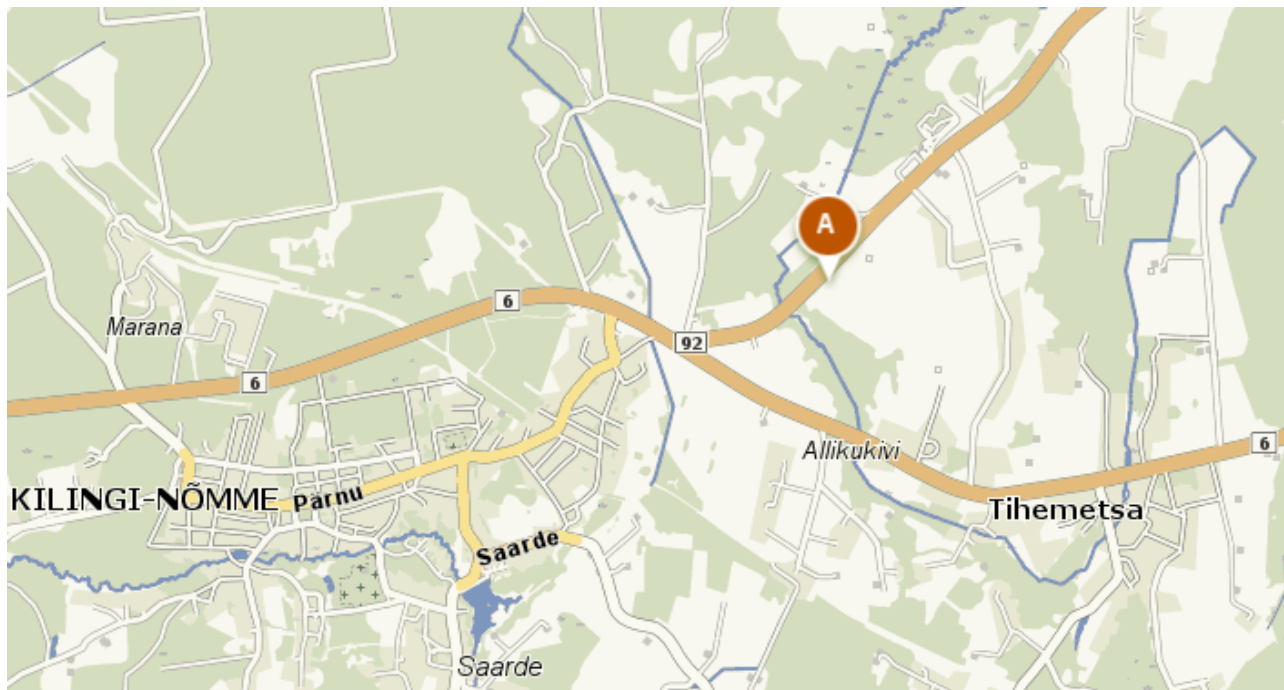 A
6
92
Marana
6
Allikukivi
6
KILINGI-NÕMME
Pärnu
Tihemetsa
Saarde
Saarde